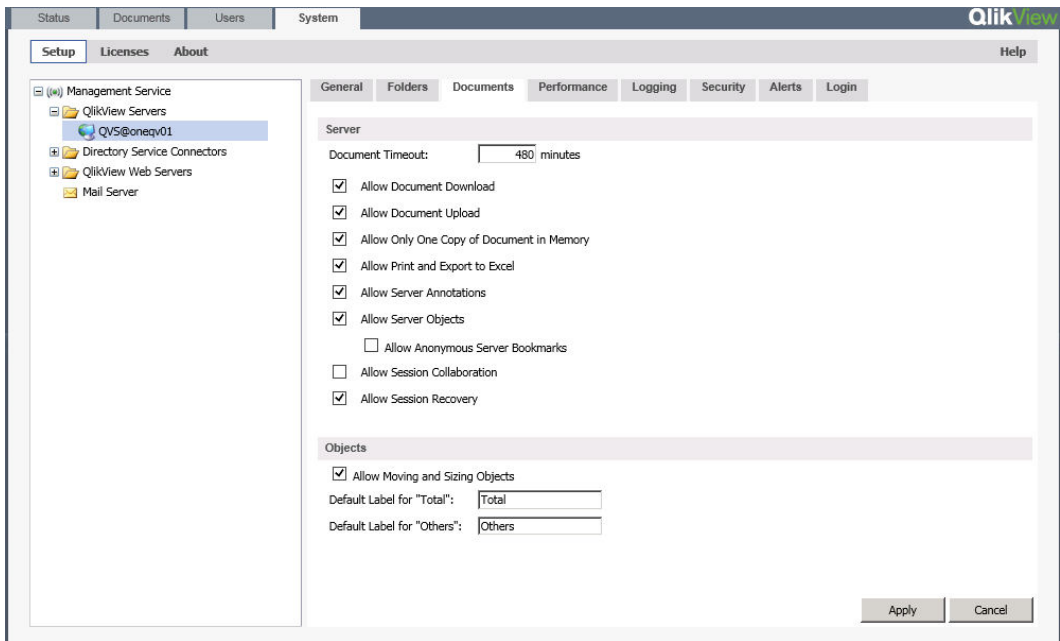 Status Documents Users System QlikView
Setup Licenses About Help
Management Service
QlikView Servers
QVS@oneqv01
Directory Service Connectors
QlikView Web Servers
Mail Server
General Folders Documents Performance Logging Security Alerts Login
Server
Document Timeout: 480 minutes
Allow Document Download
Allow Document Upload
Allow Only One Copy of Document in Memory
Allow Print and Export to Excel
Allow Server Annotations
Allow Server Objects
Allow Anonymous Server Bookmarks
Allow Session Collaboration
Allow Session Recovery
Objects
Allow Moving and Sizing Objects
Default Label for "Total": Total
Default Label for "Others": Others
Apply Cancel